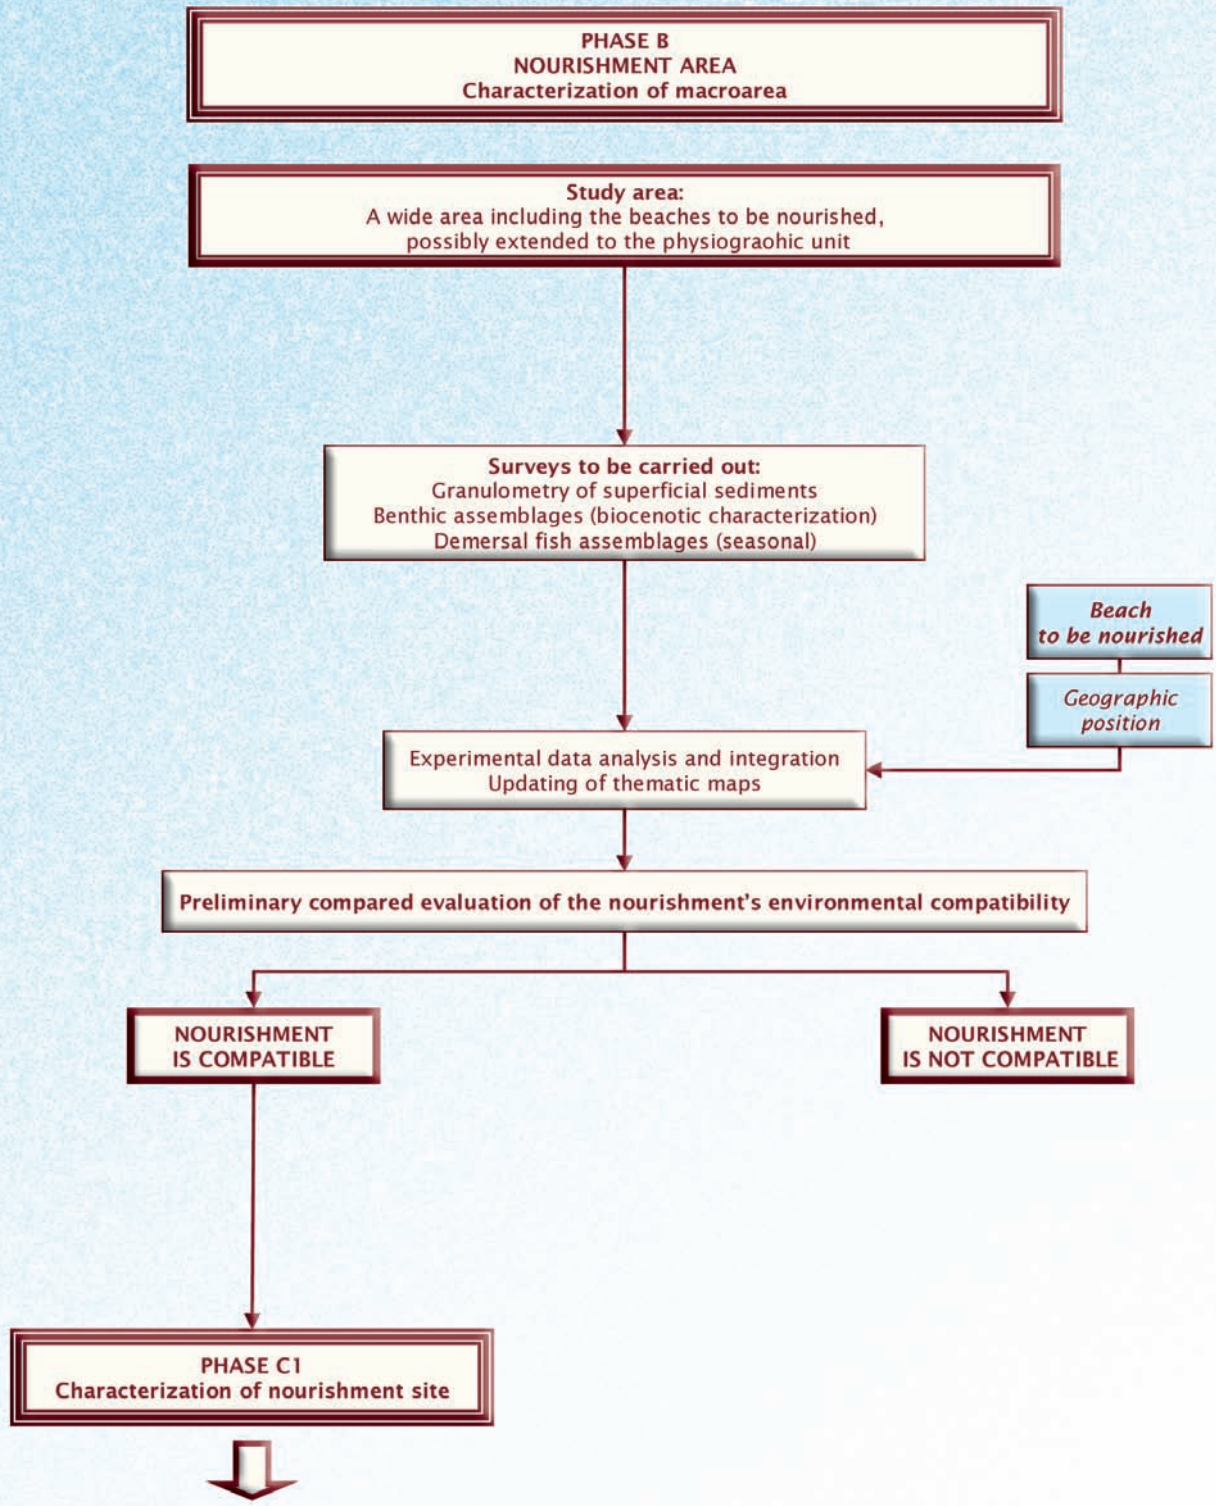 PHASE B
NOURISHMENT AREA
Characterization of macroarea
Study area:
A wide area including the beaches to be nourished,
possibly extended to the physiograohic unit
Surveys to be carried out:
Granulometry of superficial sediments
Benthic assemblages (biocenotic characterization)
Demersal fish assemblages (seasonal)
Beach
to be nourished
Geographic
position
Experimental data analysis and integration
Updating of thematic maps
Preliminary compared evaluation of the nourishment’s environmental compatibility
NOURISHMENT
IS COMPATIBLE
NOURISHMENT
IS NOT COMPATIBLE
PHASE C1
Characterization of nourishment site